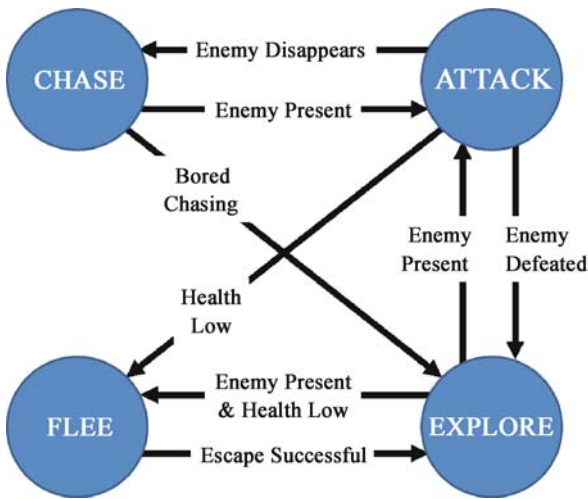 Enemy Disappears
CHASE
ATTACK
Enemy Present
Bored
Chasing
Enemy
Present
Enemy
Defeated
Health
Low
Enemy Present
& Health Low
FLEE
EXPLORE
Escape Successful